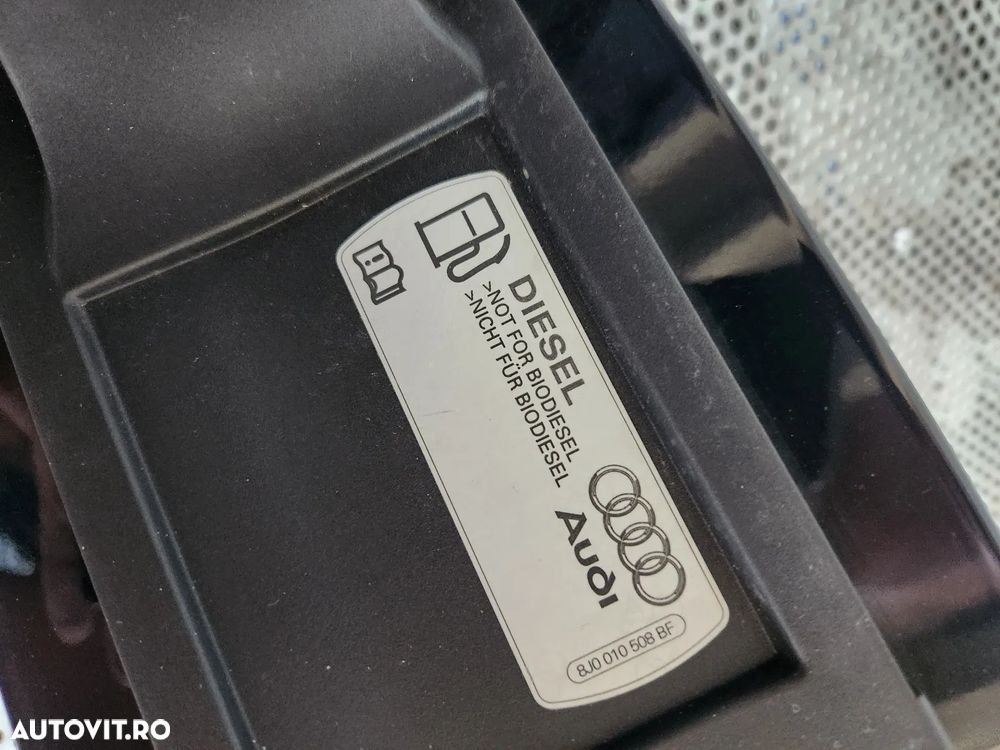 DIESEL
>NOT FOR BIODIESEL
>NICHT FÜR BIODIESEL
Audi
8J0 010 508 BF
AUTOVIT.RO